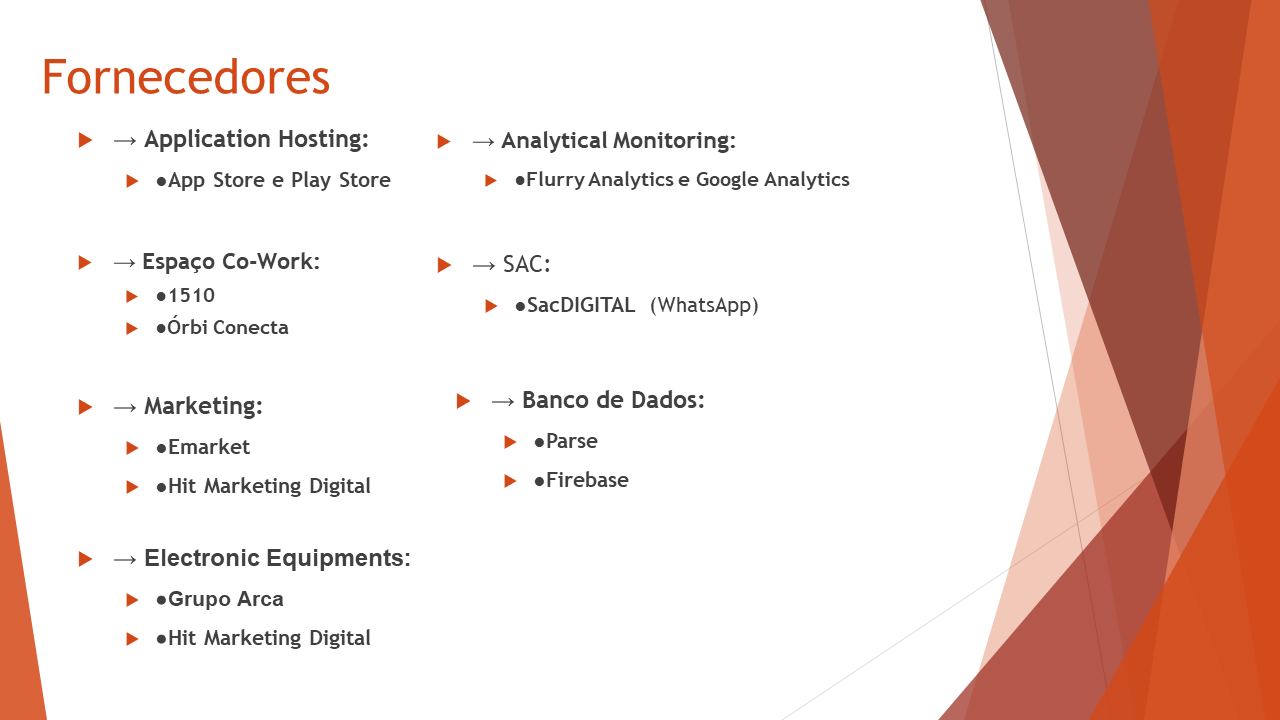 Fornecedores
→ Application Hosting:
●App Store e Play Store
→ Espaço Co-Work:
●1510
●Órbi Conecta
→ Marketing:
●Emarket
●Hit Marketing Digital
→ Electronic Equipments:
●Grupo Arca
●Hit Marketing Digital
→ Analytical Monitoring:
●Flurry Analytics e Google Analytics
→ SAC:
●SacDIGITAL (WhatsApp)
→ Banco de Dados:
●Parse
●Firebase